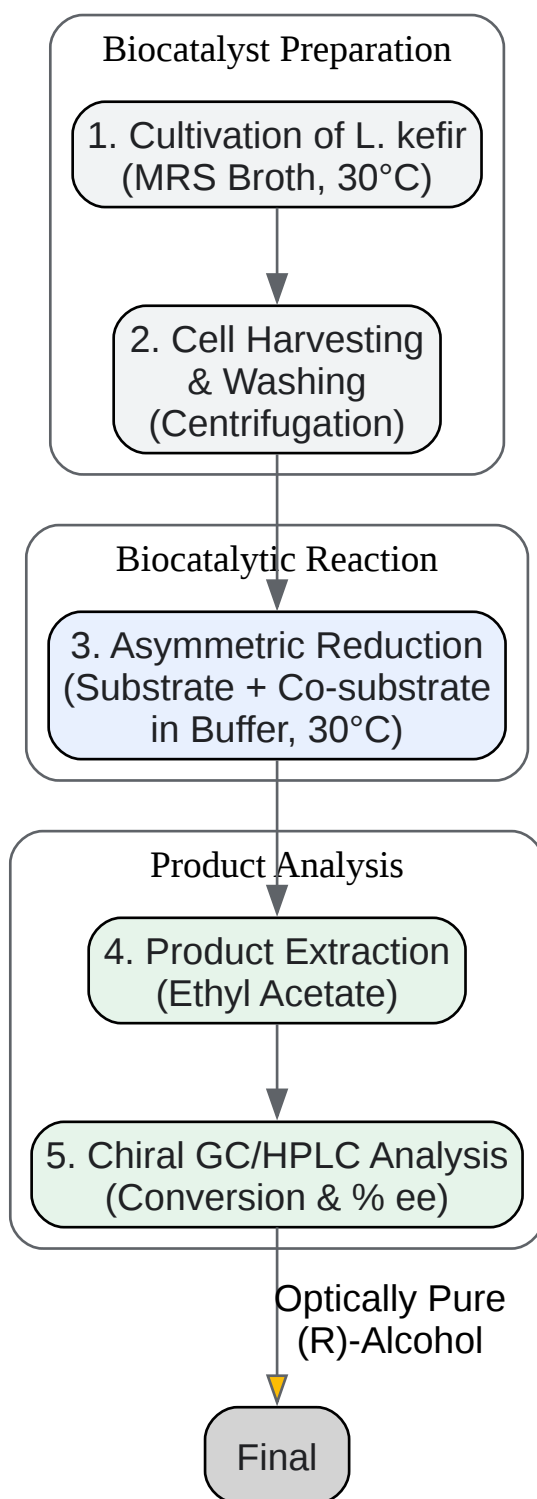 Biocatalyst Preparation
1. Cultivation of L. kefir
(MRS Broth, 30°C)
2. Cell Harvesting
& Washing
(Centrifugation)
Biocatalytic Reaction
3. Asymmetric Reduction
(Substrate + Co-substrate
in Buffer, 30°C)
Product Analysis
4. Product Extraction
(Ethyl Acetate)
5. Chiral GC/HPLC Analysis
(Conversion & % ee)
Optically Pure
(R)-Alcohol
Final